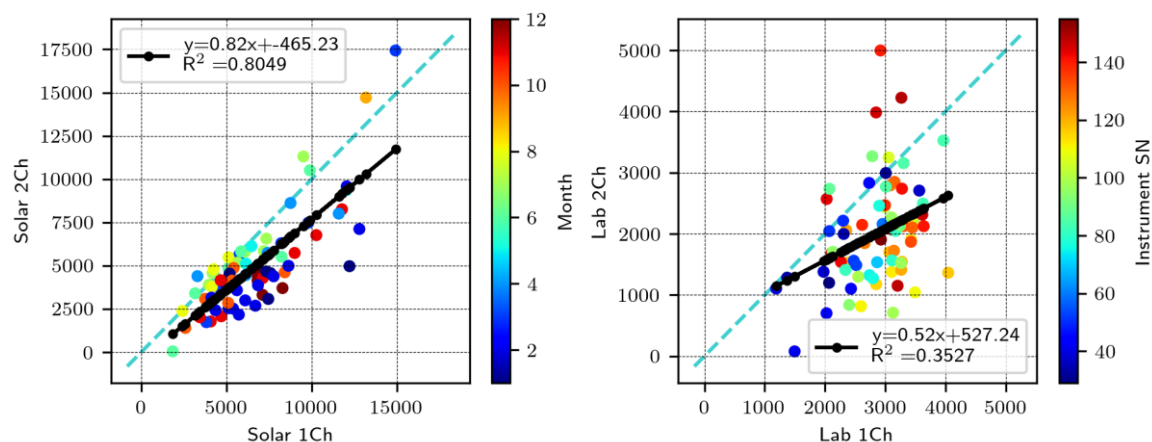 y=0.82x+-465.23
R² =0.8049
17500
15000
12500
10000
7500
5000
2500
0
Solar 2Ch
0 5000 10000 15000
Solar 1Ch
12
10
8
6
4
2
Month
5000
4000
3000
2000
1000
0
Lab 2Ch
y=0.52x+527.24
R² =0.3527
0 1000 2000 3000 4000 5000
Lab 1Ch
140
120
100
80
60
40
Instrument SN